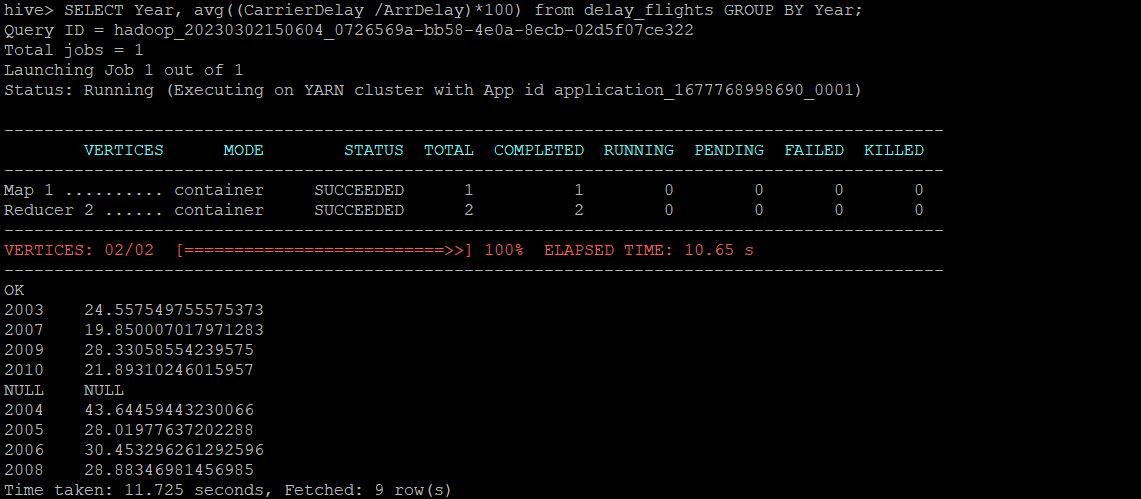 hive> SELECT Year, avg((CarrierDelay /ArrDelay)*100) from delay_flights GROUP BY Year;
Query ID = hadoop_20230302150604_0726569a-bb58-4e0a-8ecb-02d5f07ce322
Total jobs = 1
Launching Job 1 out of 1
Status: Running (Executing on YARN cluster with App id application_1677768998690_0001)
----------------------------------------------------------------------------------------------
        VERTICES      MODE        STATUS  TOTAL  COMPLETED  RUNNING  PENDING  FAILED  KILLED
----------------------------------------------------------------------------------------------
Map 1 .......... container     SUCCEEDED      1          1        0        0       0       0
Reducer 2 ...... container     SUCCEEDED      2          2        0        0       0       0
----------------------------------------------------------------------------------------------
VERTICES: 02/02  [==========================>>] 100%  ELAPSED TIME: 10.65 s
----------------------------------------------------------------------------------------------
OK
2003    24.557549755575373
2007    19.850007017971283
2009    28.33058554239575
2010    21.89310246015957
NULL    NULL
2004    43.64459443230066
2005    28.01977637202288
2006    30.453296261292596
2008    28.88346981456985
Time taken: 11.725 seconds, Fetched: 9 row(s)